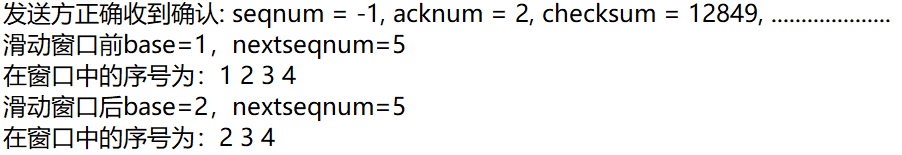 发送方正确收到确认: seqnum = -1, acknum = 2, checksum = 12849, .....................
滑动窗口前base=1，nextseqnum=5
在窗口中的序号为：1 2 3 4
滑动窗口后base=2，nextseqnum=5
在窗口中的序号为：2 3 4